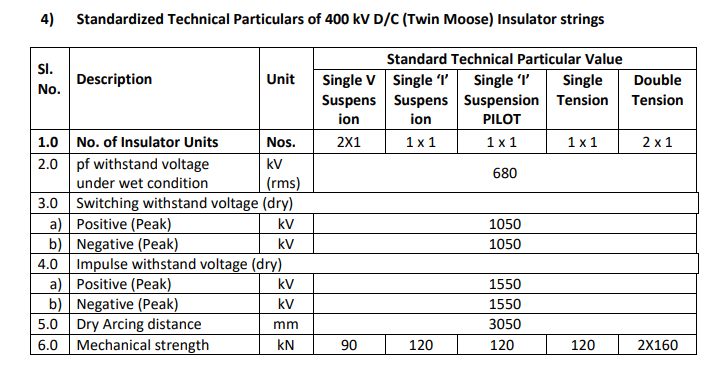 4) Standardized Technical Particulars of 400 kV D/C (Twin Moose) Insulator strings
Sl. No. Description Unit Standard Technical Particular Value
Single V Suspens ion Single ‘I’ Suspens ion Single ‘I’ Suspension PILOT Single Tension Double Tension
1.0 No. of Insulator Units Nos. 2X1 1 x 1 1 x 1 1 x 1 2 x 1
2.0 pf withstand voltage under wet condition kV (rms) 680
3.0 Switching withstand voltage (dry)
a) Positive (Peak) kV 1050
b) Negative (Peak) kV 1050
4.0 Impulse withstand voltage (dry)
a) Positive (Peak) kV 1550
b) Negative (Peak) kV 1550
5.0 Dry Arcing distance mm 3050
6.0 Mechanical strength kN 90 120 120 120 2X160